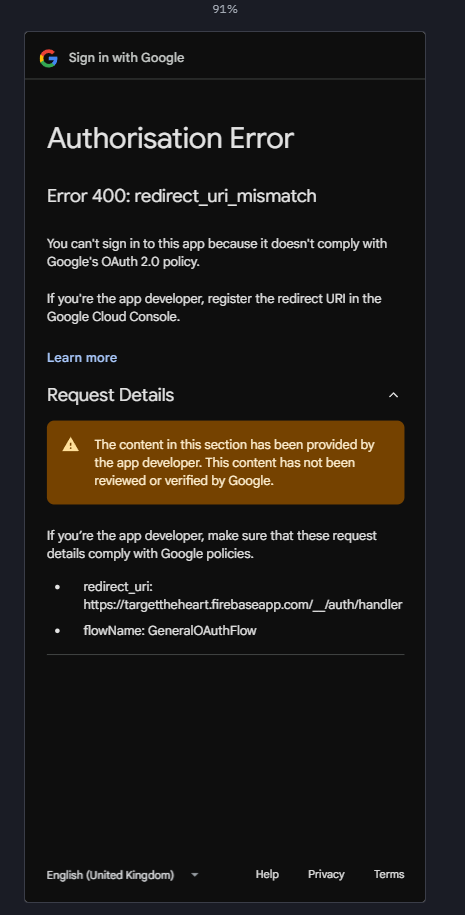 91%
Sign in with Google
Authorisation Error
Error 400: redirect_uri_mismatch
You can't sign in to this app because it doesn't comply with
Google's OAuth 2.0 policy.
If you're the app developer, register the redirect URI in the
Google Cloud Console.
Learn more
Request Details
The content in this section has been provided by
the app developer. This content has not been
reviewed or verified by Google.
If you’re the app developer, make sure that these request
details comply with Google policies.
• redirect_uri:
https://targettheheart.firebaseapp.com/__/auth/handler
• flowName: GeneralOAuthFlow
English (United Kingdom)
Help Privacy Terms